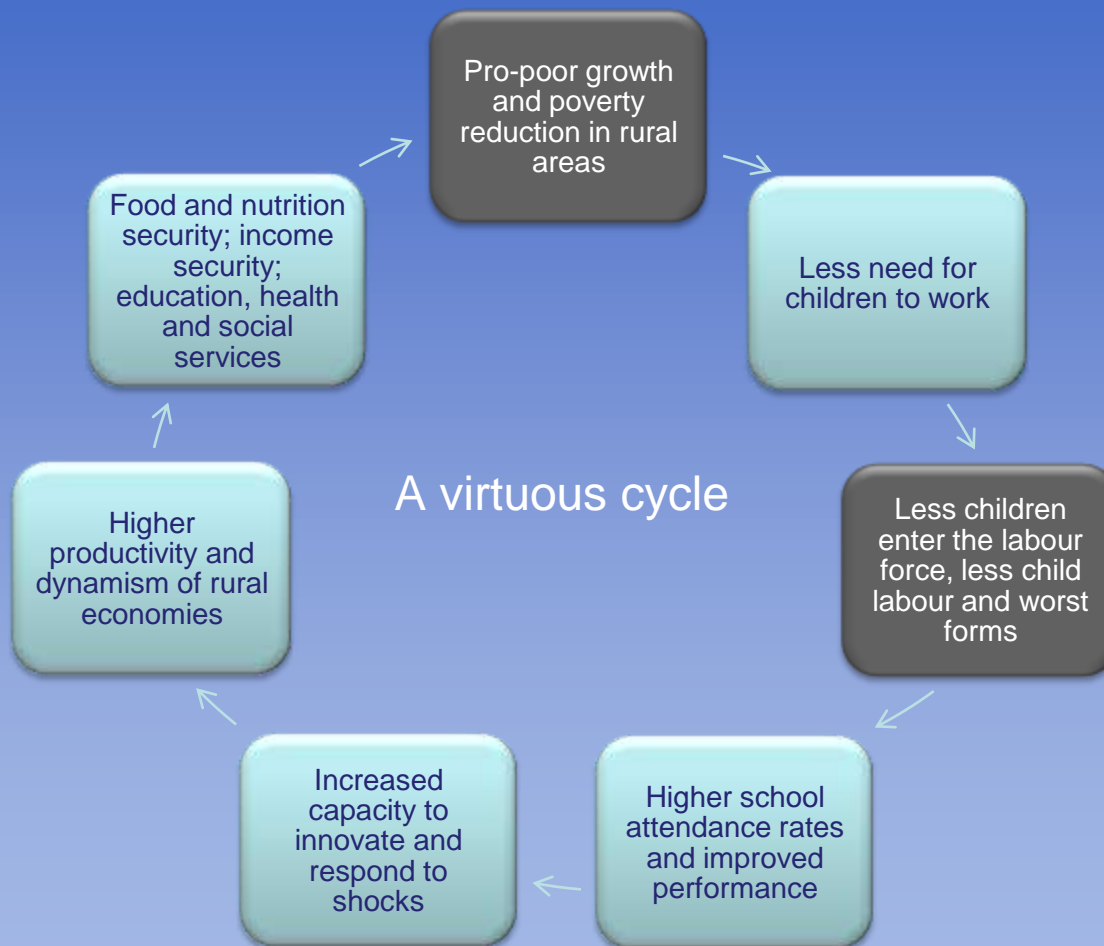 Pro-poor growth
and poverty
reduction in rural
areas
Less need for
children to work
Less children
enter the labour
force, less child
labour and worst
forms
Higher school
attendance rates
and improved
performance
Increased
capacity to
innovate and
respond to
shocks
Higher
productivity and
dynamism of rural
economies
Food and nutrition
security; income
security;
education, health
and social
services
A virtuous cycle